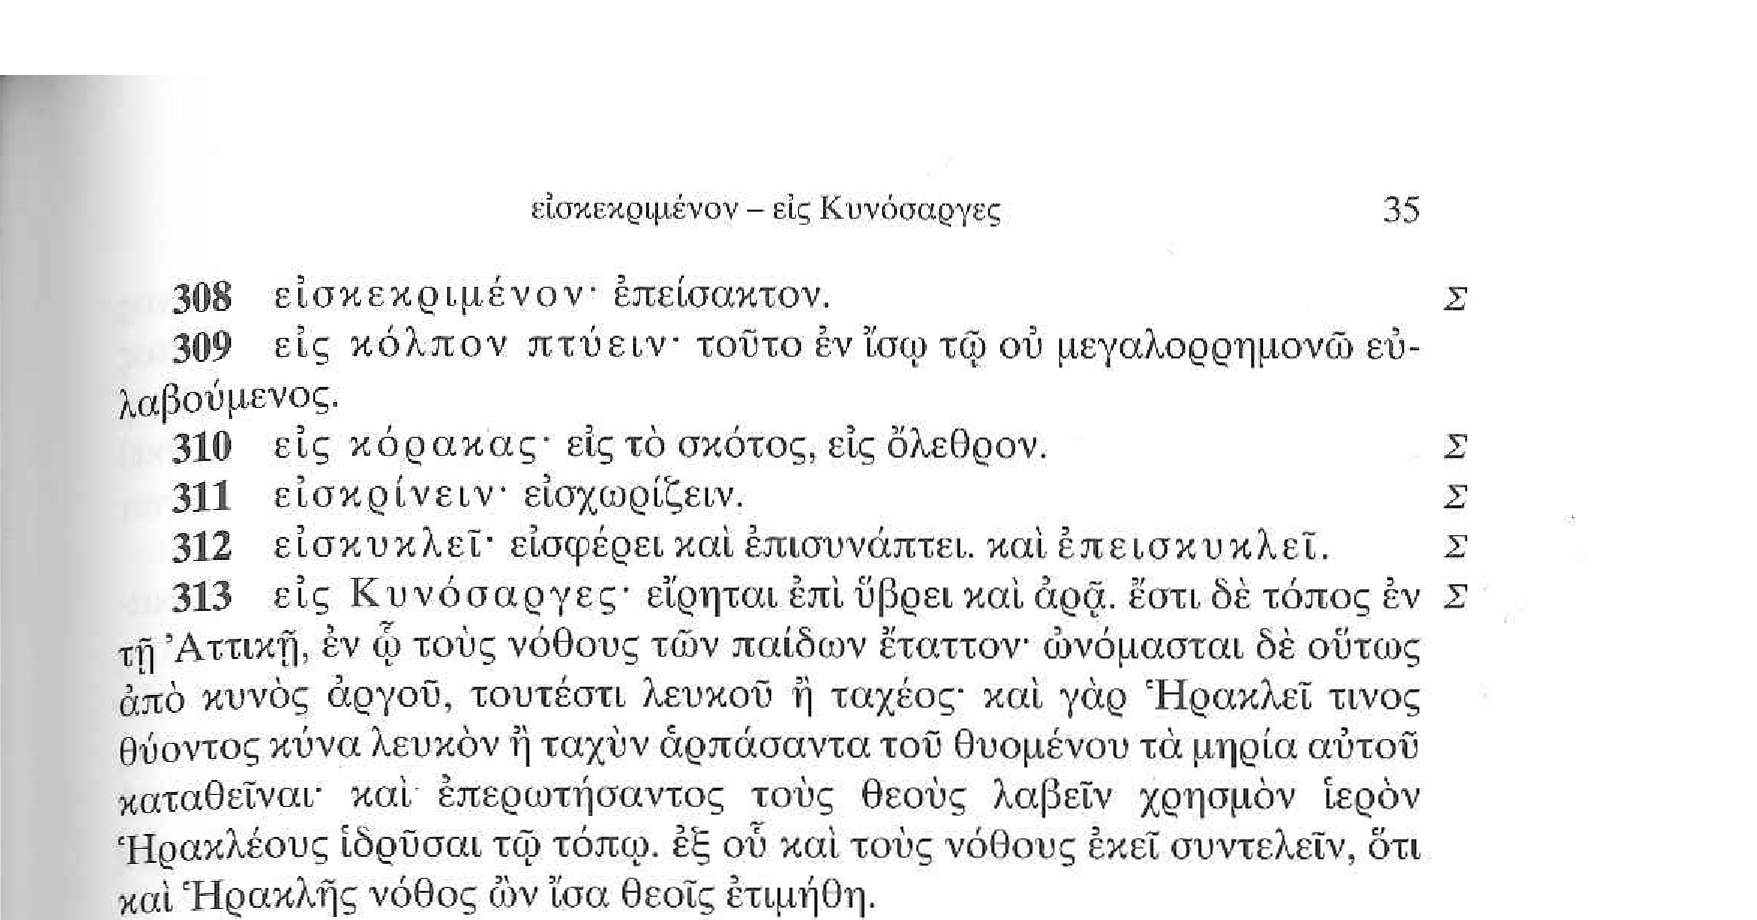 εἰσκεκριμένον – εἰς Κυνόσαργες 35
308 εἰσκεκριμένον· ἐπείσακτον. Σ
309 εἰς κόλπον πτύειν· τοῦτο ἐν ἴσῳ τῷ οὐ μεγαλορρημονῶ εὐ-
λαβούμενος.
310 εἰς κόρακας· εἰς τὸ σκότος, εἰς ὄλεθρον. Σ
311 εἰσκρίνειν· εἰσχωρίζειν. Σ
312 εἰσκυκλεῖ· εἰσφέρει καὶ ἐπισυνάπτει. καὶ ἐπεισκυκλεῖ. Σ
313 εἰς Κυνόσαργες· εἴρηται ἐπὶ ὕβρει καὶ ἀρᾷ. ἔστι δὲ τόπος ἐν Σ
τῇ Ἀττικῇ, ἐν ᾧ τοὺς νόθους τῶν παίδων ἔταττον· ὠνόμασται δὲ οὕτως
ἀπὸ κυνὸς ἀργοῦ, τουτέστι λευκοῦ ἢ ταχέος· καὶ γὰρ Ἡρακλεῖ τινος
θύοντος κύνα λευκὸν ἢ ταχὺν ἁρπάσαντα τοῦ θυομένου τὰ μηρία αὐτοῦ
καταθεῖναι· καὶ ἐπερωτήσαντος τοὺς θεοὺς λαβεῖν χρησμὸν ἱερὸν
Ἡρακλέους ἱδρῦσαι τῷ τόπῳ. ἐξ οὗ καὶ τοὺς νόθους ἐκεῖ συντελεῖν, ὅτι
καὶ Ἡρακλῆς νόθος ὢν ἴσα θεοῖς ἐτιμήθη.